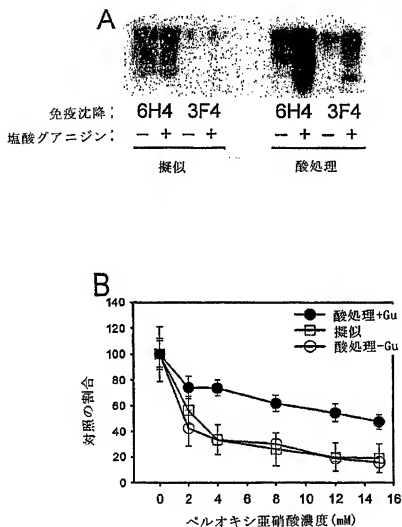 A
免疫沈降: 6H4 3F4 6H4 3F4
塩酸グアニジン: - + - + - + - +
擬似 酸処理
B
140
120
100
80
60
40
20
0
対照の割合
酸処理+Gu
擬似
酸処理-Gu
0 2 4 6 8 10 12 14 16
ペルオキシ亜硝酸濃度(mM)